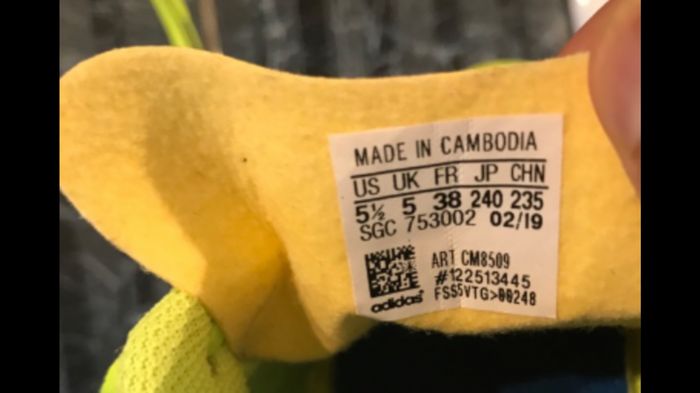 MADE IN CAMBODIA
US UK FR JP CHN
5½ 5 38 240 235
SGC 753002 02/19
ART CM8509
#122513445
FSS5VTG>00248
adidas